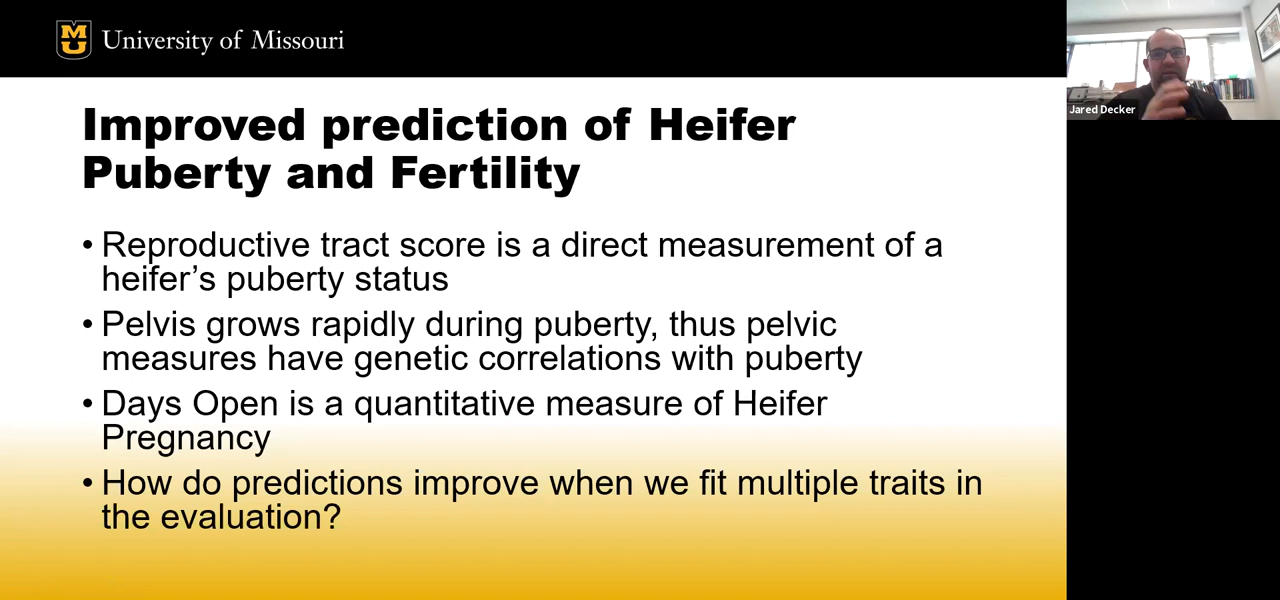 University of Missouri
Jared Decker
Improved prediction of Heifer
Puberty and Fertility
• Reproductive tract score is a direct measurement of a
heifer’s puberty status
• Pelvis grows rapidly during puberty, thus pelvic
measures have genetic correlations with puberty
• Days Open is a quantitative measure of Heifer
Pregnancy
• How do predictions improve when we fit multiple traits in
the evaluation?